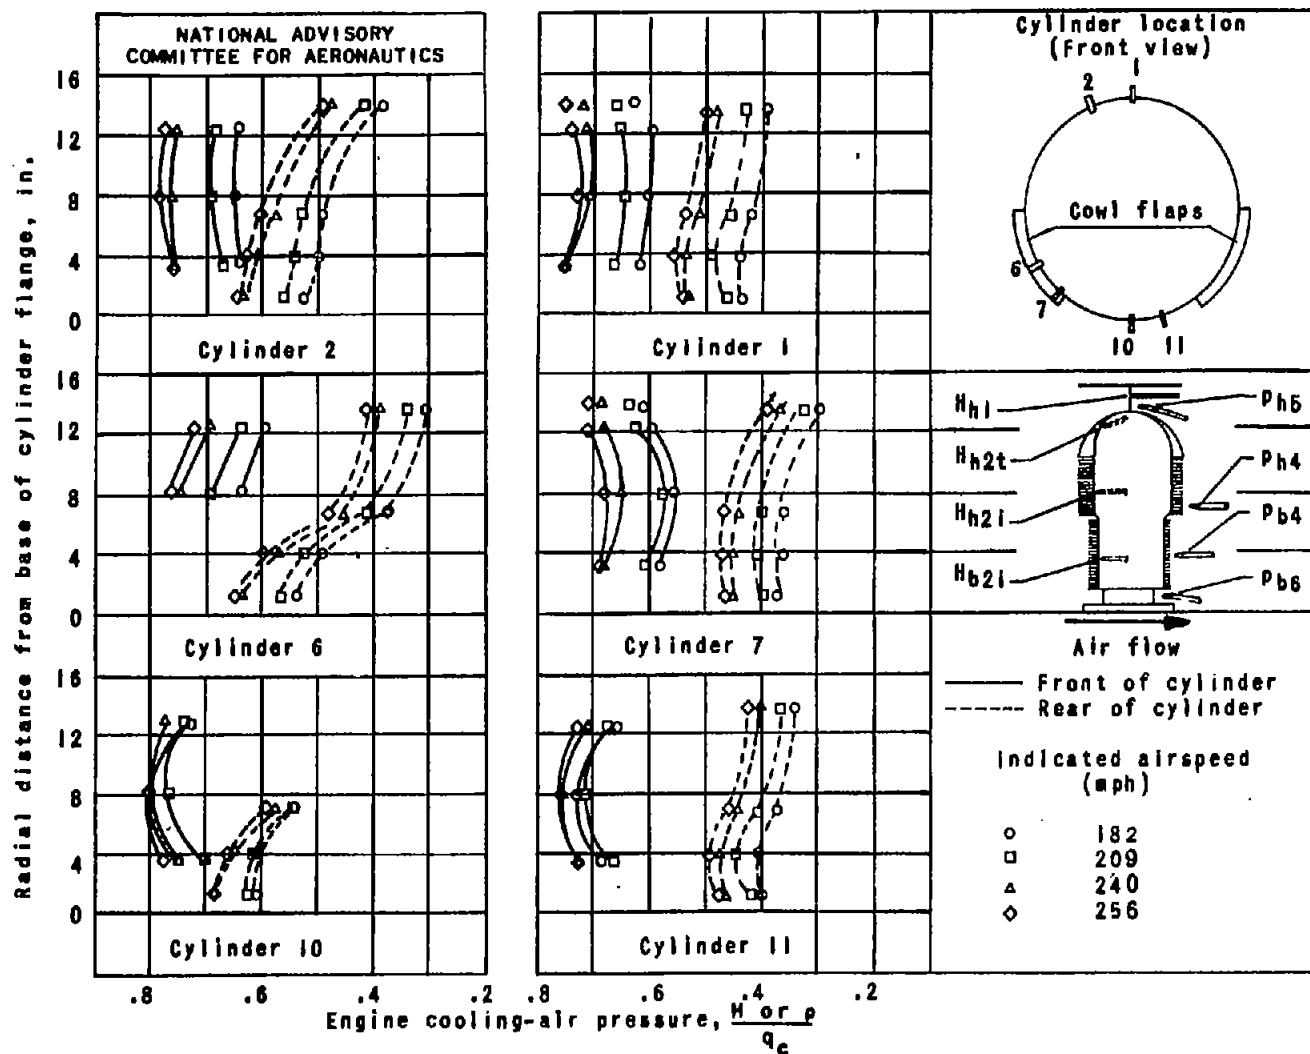 NATIONAL ADVISORY
COMMITTEE FOR AERONAUTICS
Radial distance from base of cylinder flange, in.
16
12
8
4
0
Cylinder 2
Cylinder 1
16
12
8
4
0
Cylinder 6
Cylinder 7
16
12
8
4
0
Cylinder 10
Cylinder 11
.8
.6
.4
.2
.8
.6
.4
.2
Engine cooling-air pressure, H or p
qc
Cylinder location
(Front view)
1
2
Cowl flaps
6
7
10
11
Hh1
Ph5
Hh2t
Ph4
Hh2i
Pb4
Hb2i
Pb6
Air flow
Front of cylinder
Rear of cylinder
Indicated airspeed
(mph)
182
209
240
256